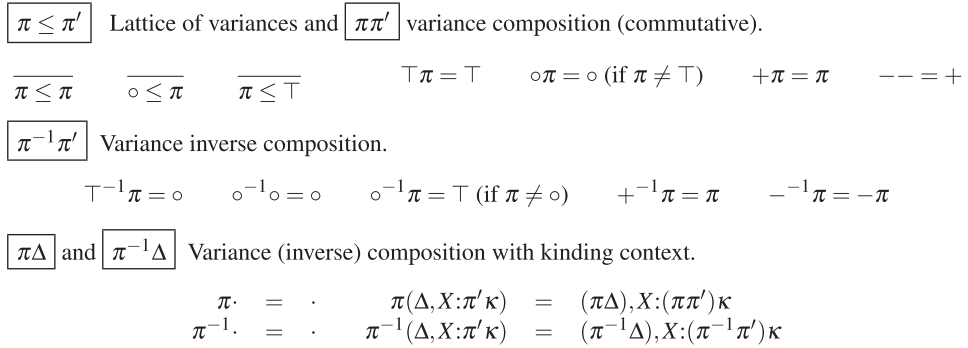 π ≤ π′ Lattice of variances and ππ′ variance composition (commutative).
π ≤ π ∘ ≤ π π ≤ ⊤ ⊤π = ⊤ ∘π = ∘ (if π ≠ ⊤) +π = π −− = +
π⁻¹π′ Variance inverse composition.
⊤⁻¹π = ∘ ∘⁻¹∘ = ∘ ∘⁻¹π = ⊤ (if π ≠ ∘) +⁻¹π = π −⁻¹π = −π
πΔ and π⁻¹Δ Variance (inverse) composition with kinding context.
π· = · π(Δ,X:π′κ) = (πΔ),X:(ππ′)κ
π⁻¹· = · π⁻¹(Δ,X:π′κ) = (π⁻¹Δ),X:(π⁻¹π′)κ